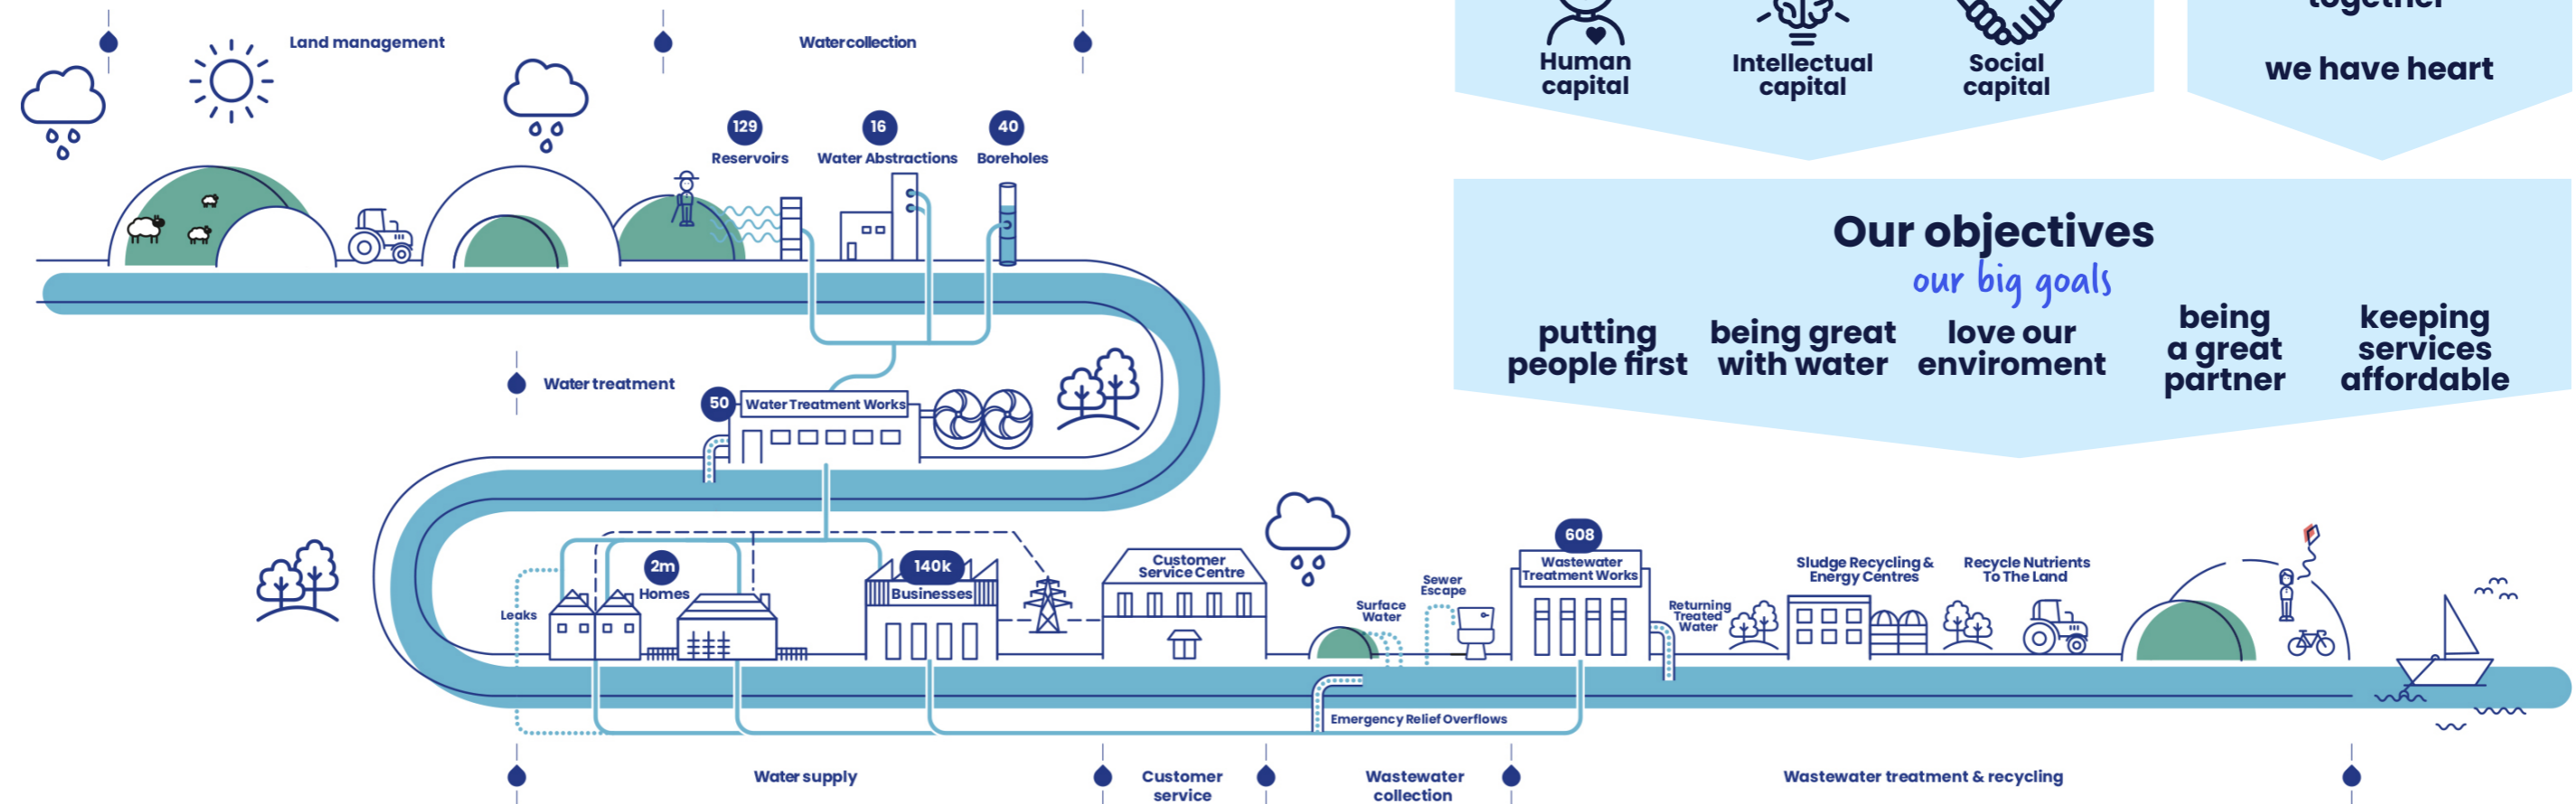 Land management
Water collection
129
Reservoirs
16
Water Abstractions
40
Boreholes
Water treatment
50
Water Treatment Works
2m
Homes
140k
Businesses
Leaks
Customer
Service Centre
Surface
Water
Sewer
Escape
608
Wastewater
Treatment Works
Returning
Treated
Water
Sludge Recycling &
Energy Centres
Recycle Nutrients
To The Land
Emergency Relief Overflows
Water supply
Customer
service
Wastewater
collection
Wastewater treatment & recycling
Human
capital
Intellectual
capital
Social
capital
together
we have heart
Our objectives
our big goals
putting
people first
being great
with water
love our
enviroment
being
a great
partner
keeping
services
affordable